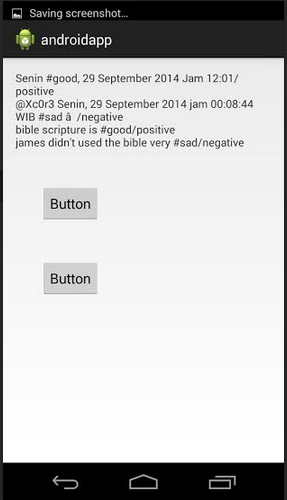 Saving screenshot...
androidapp
Senin #good, 29 September 2014 Jam 12:01/
positive
@Xc0r3 Senin, 29 September 2014 jam 00:08:44
WIB #sad â  /negative
bible scripture is #good/positive
james didn't used the bible very #sad/negative
Button
Button